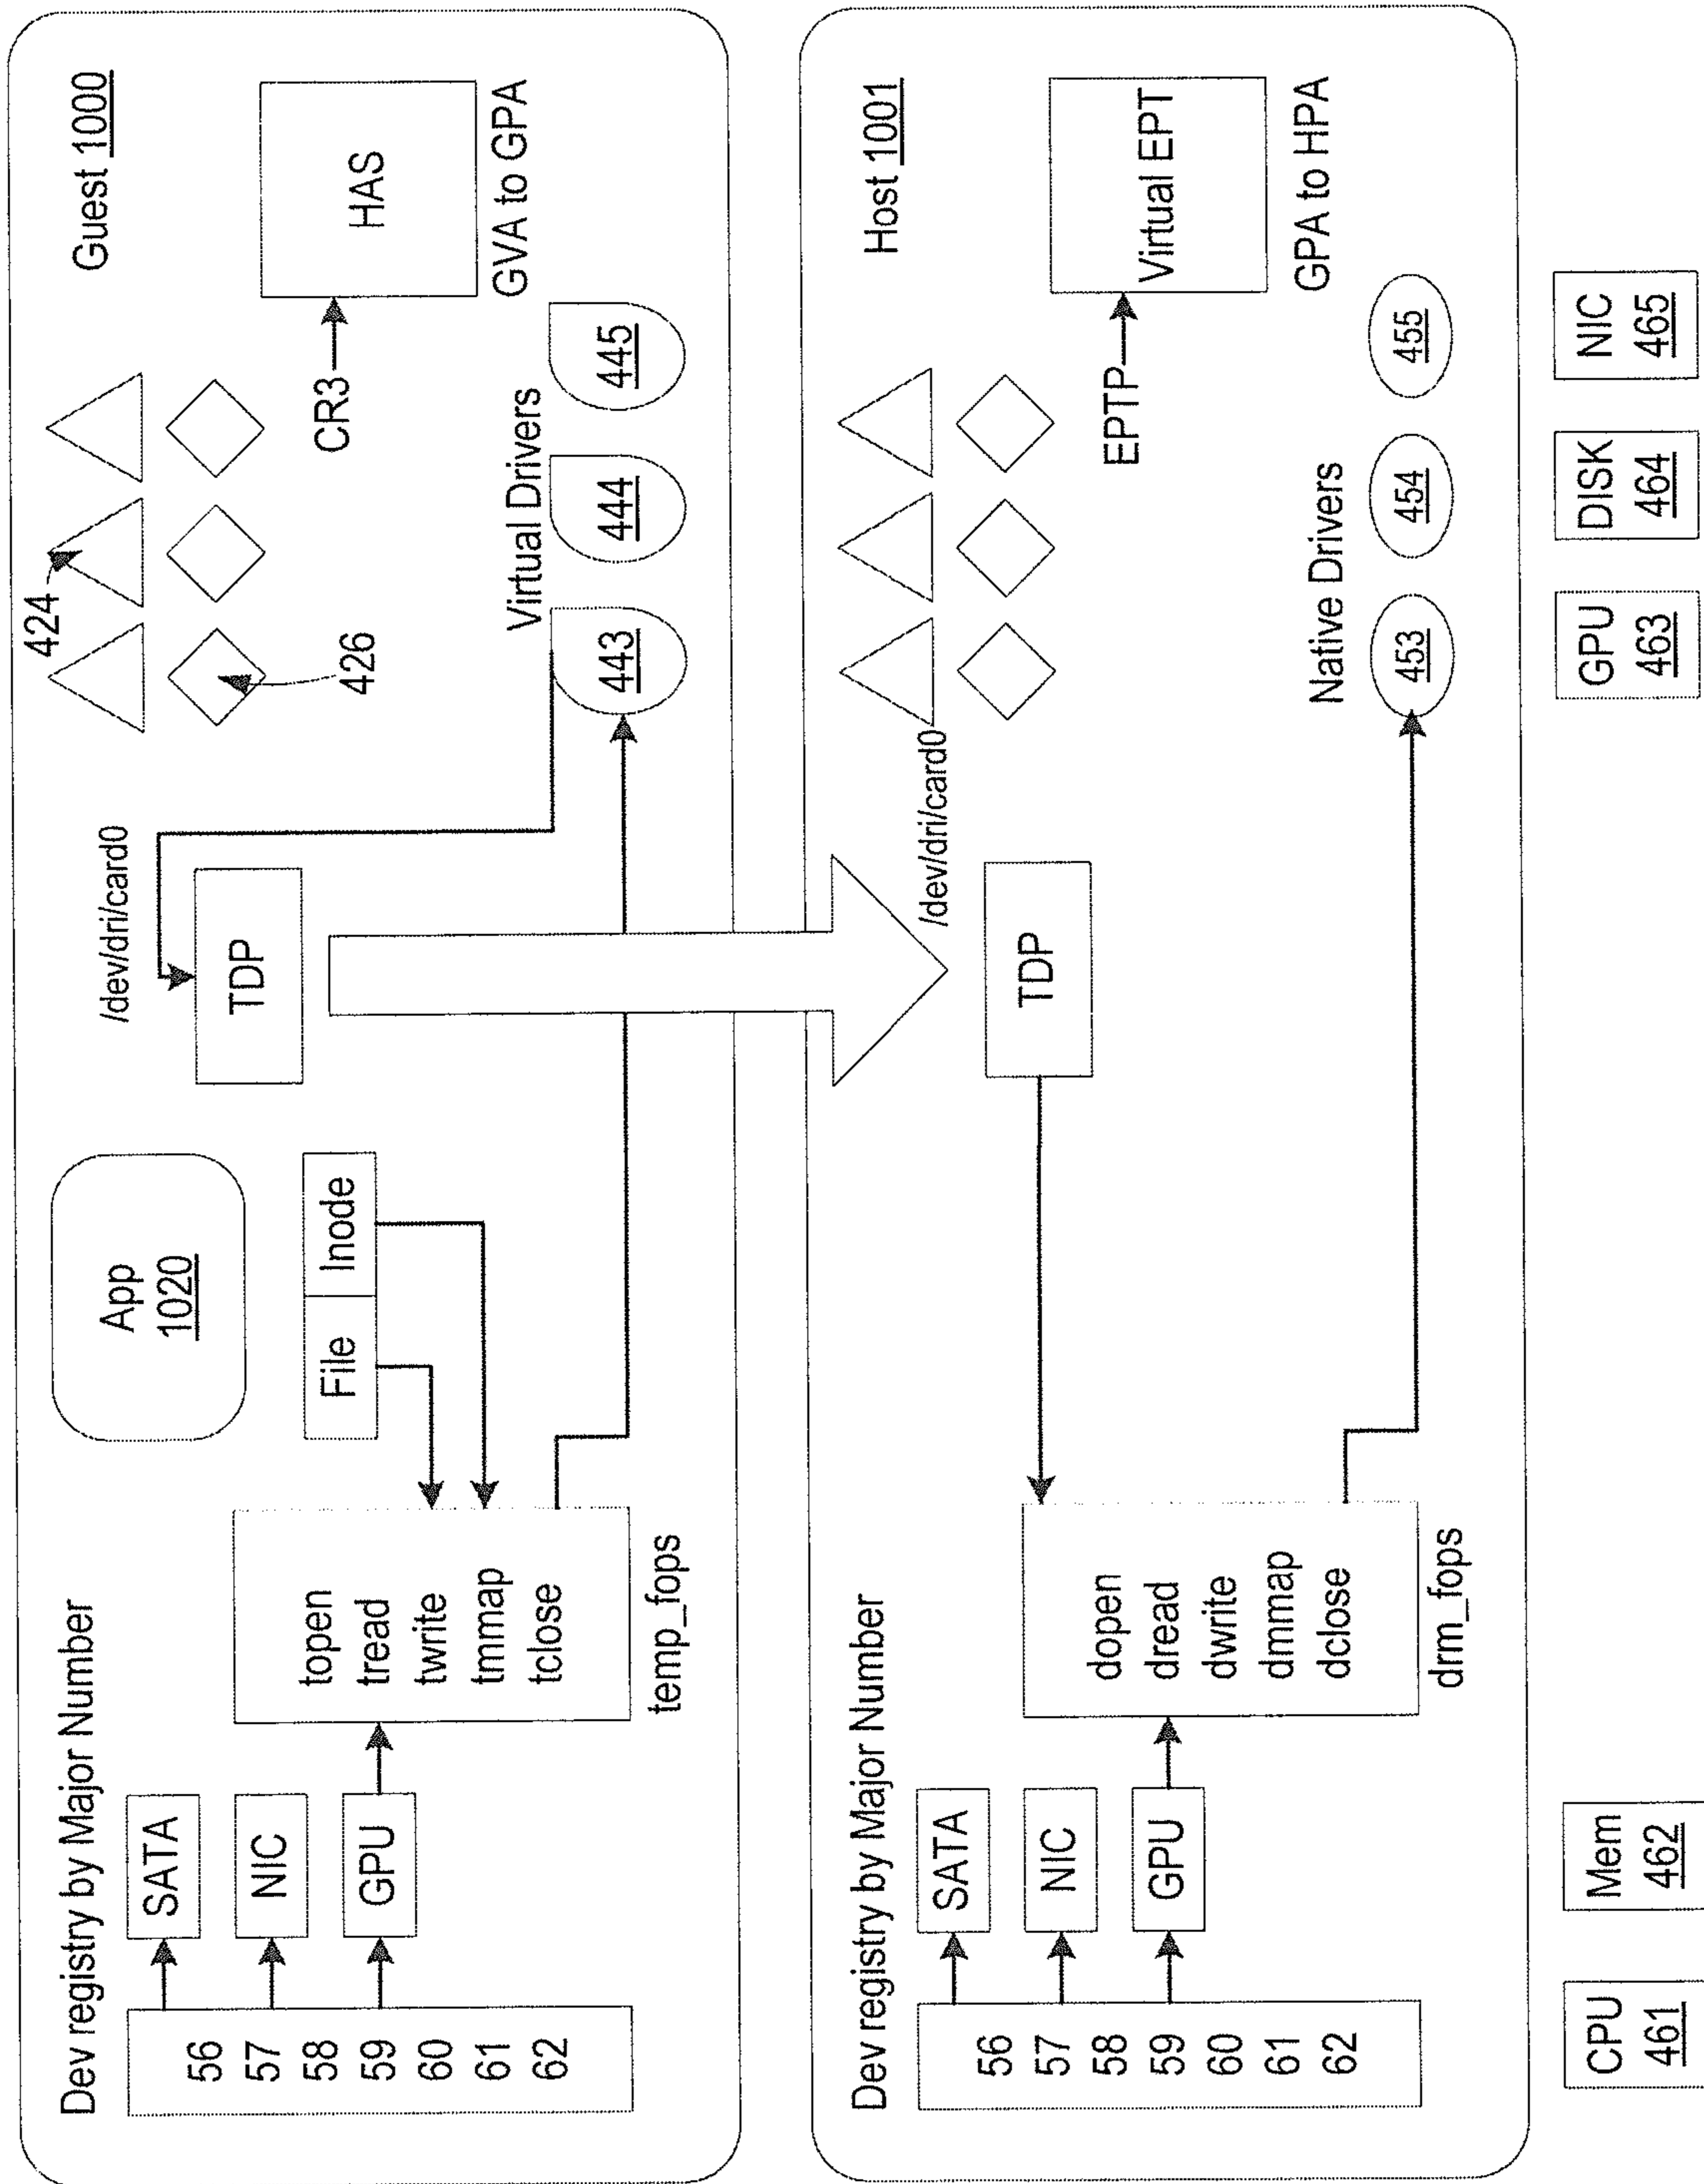 Dev registry by Major Number
56
57
58
59
60
61
62
SATA
NIC
GPU
topen
tread
twrite
tmmap
tclose
temp_fops
App
1020
File
Inode
/dev/dri/card0
TDP
424
426
Guest 1000
CR3
HAS
GVA to GPA
Virtual Drivers
443
444
445
Dev registry by Major Number
56
57
58
59
60
61
62
SATA
NIC
GPU
dopen
dread
dwrite
dmmap
dclose
drm_fops
TDP
/dev/dri/card0
Host 1001
EPTP
Virtual EPT
GPA to HPA
Native Drivers
453
454
455
CPU
461
Mem
462
GPU
463
DISK
464
NIC
465